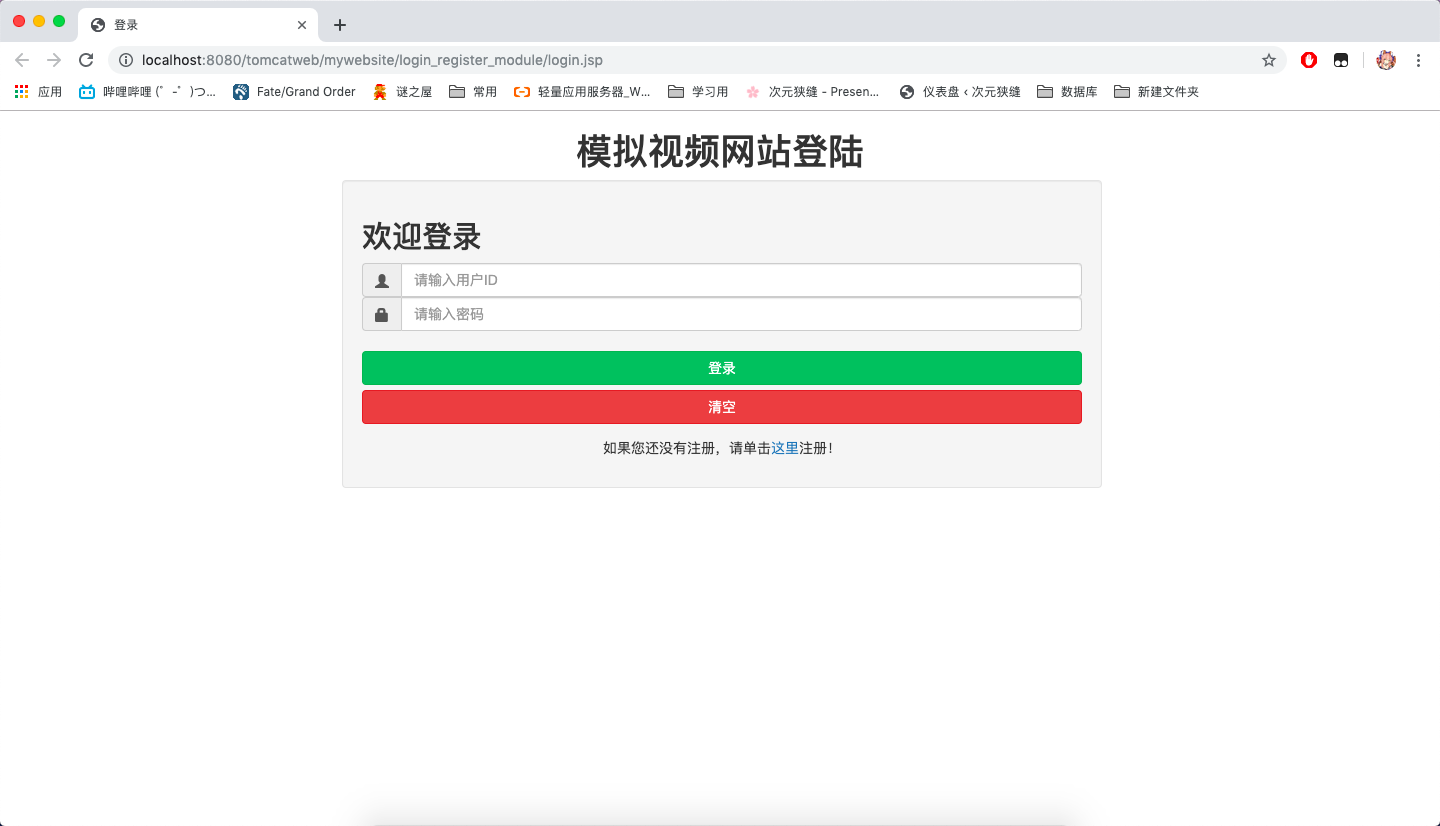 登录
localhost:8080/tomcatweb/mywebsite/login_register_module/login.jsp
应用 哔哩哔哩 (゜-゜)つ... Fate/Grand Order 谜之屋 常用 轻量应用服务器_W... 学习用 次元狭缝 - Presen... 仪表盘 ‹ 次元狭缝 数据库 新建文件夹
模拟视频网站登陆
欢迎登录
请输入用户ID
请输入密码
登录
清空
如果您还没有注册，请单击这里注册！